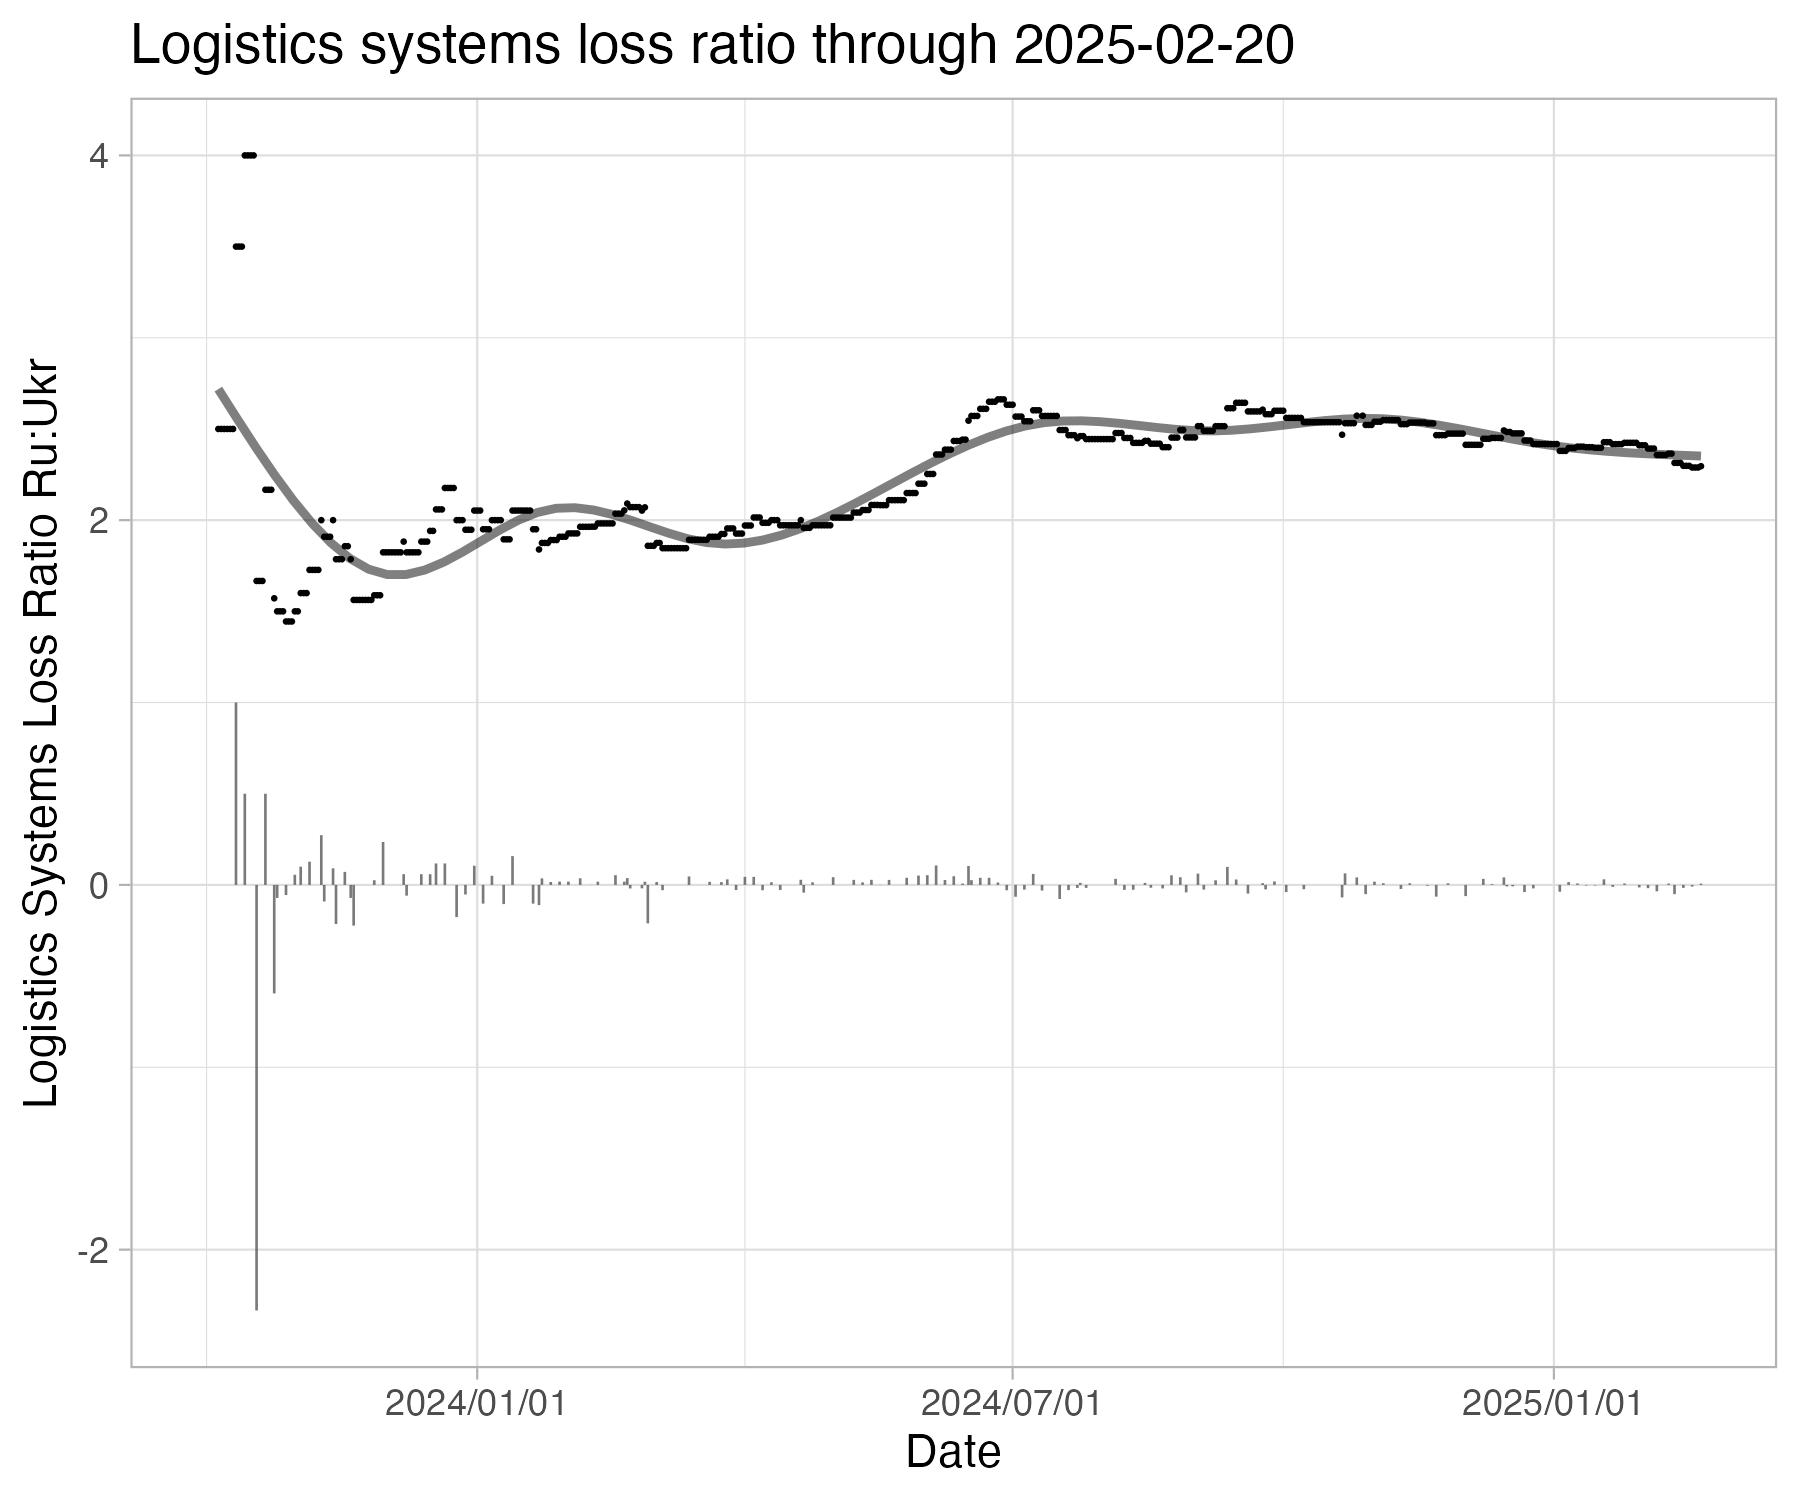 Logistics systems loss ratio through 2025-02-20
Logistics Systems Loss Ratio Ru:Ukr
4
2
0
-2
2024/01/01
2024/07/01
2025/01/01
Date